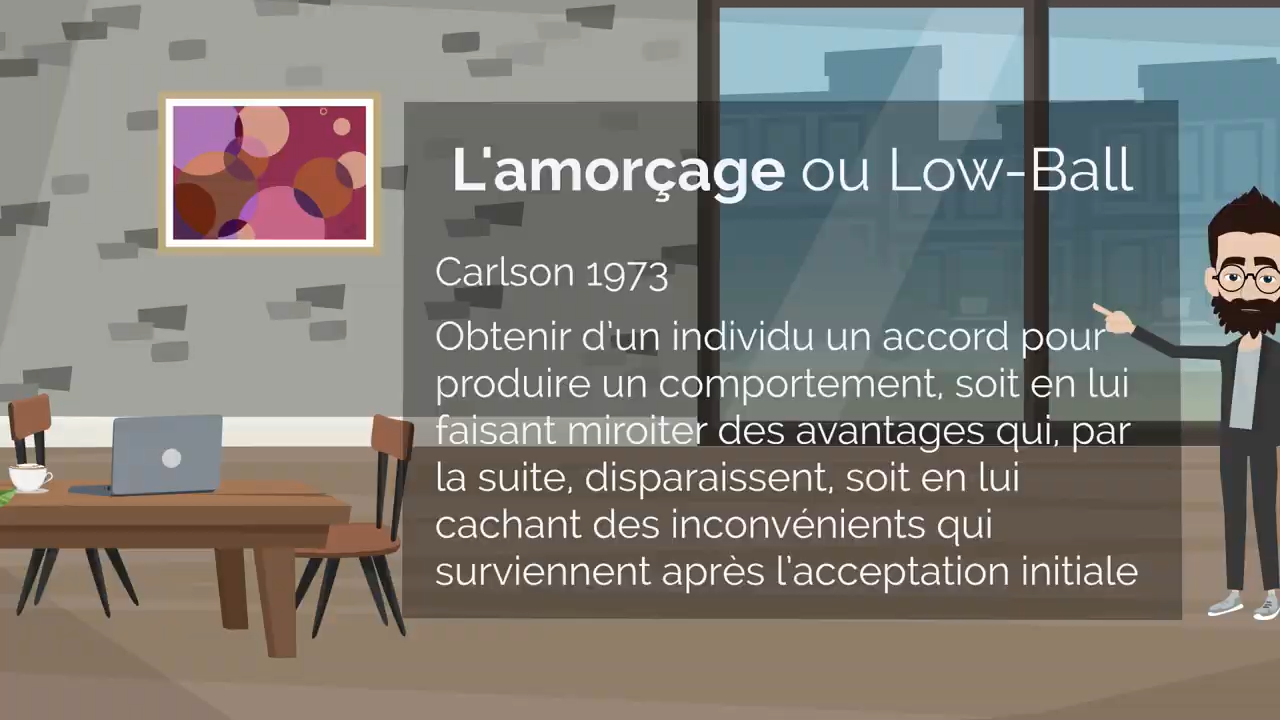 L'amorçage ou Low-Ball
Carlson 1973
Obtenir d'un individu un accord pour
produire un comportement, soit en lui
faisant miroiter des avantages qui, par
la suite, disparaissent, soit en lui
cachant des inconvénients qui
surviennent après l'acceptation initiale